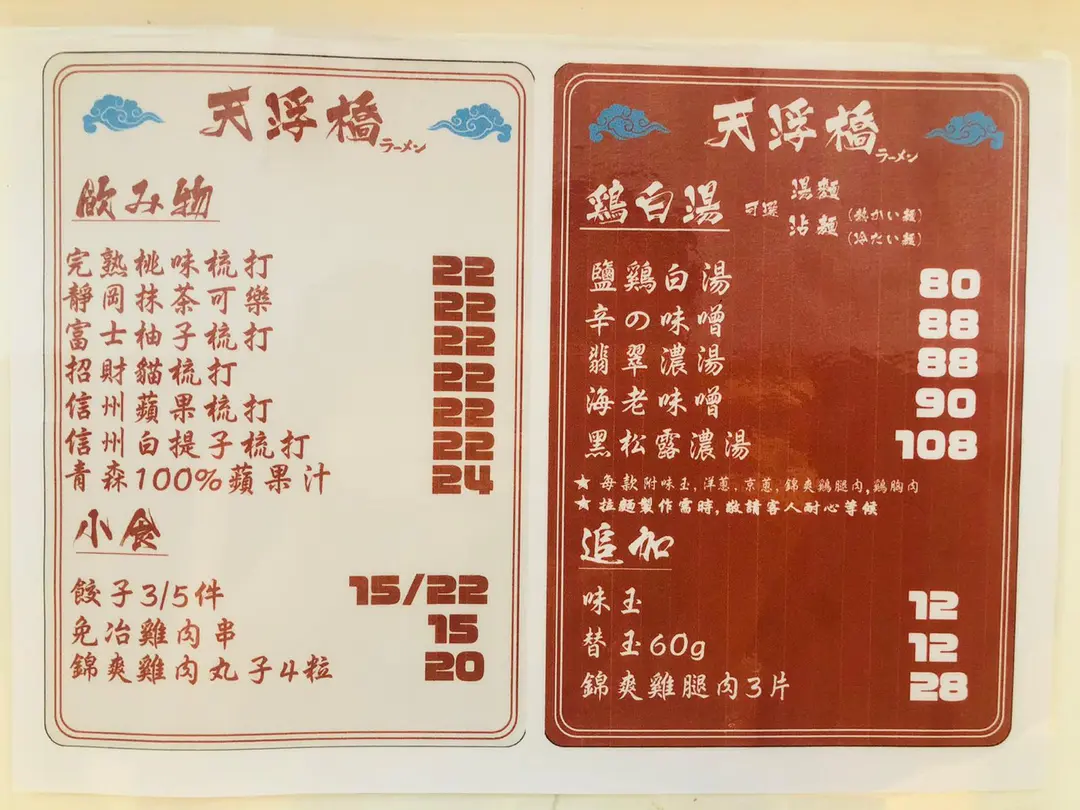 天浮橋
ラーメン
飲み物
完熟桃味梳打 22
靜岡抹茶可樂 22
富士柚子梳打 22
招財貓梳打 22
信州蘋果梳打 22
信州白提子梳打 22
青森100%蘋果汁 24
小食
餃子3/5件 15/22
免冶雞肉串 15
錦爽雞肉丸子4粒 20
天浮橋
ラーメン
鶏白湯 可選 湯麵
沾麵 (熱かい麵)
(冷たい麵)
鹽鶏白湯 80
辛の味噌 88
翡翠濃湯 88
海老味噌 90
黑松露濃湯 108
★ 每款附味玉, 洋蔥, 京蔥, 錦爽鶏腿肉, 鶏胸肉
★ 拉麵製作需時, 敬請客人耐心等候
追加
味玉 12
替玉60g 12
錦爽雞腿肉3片 28